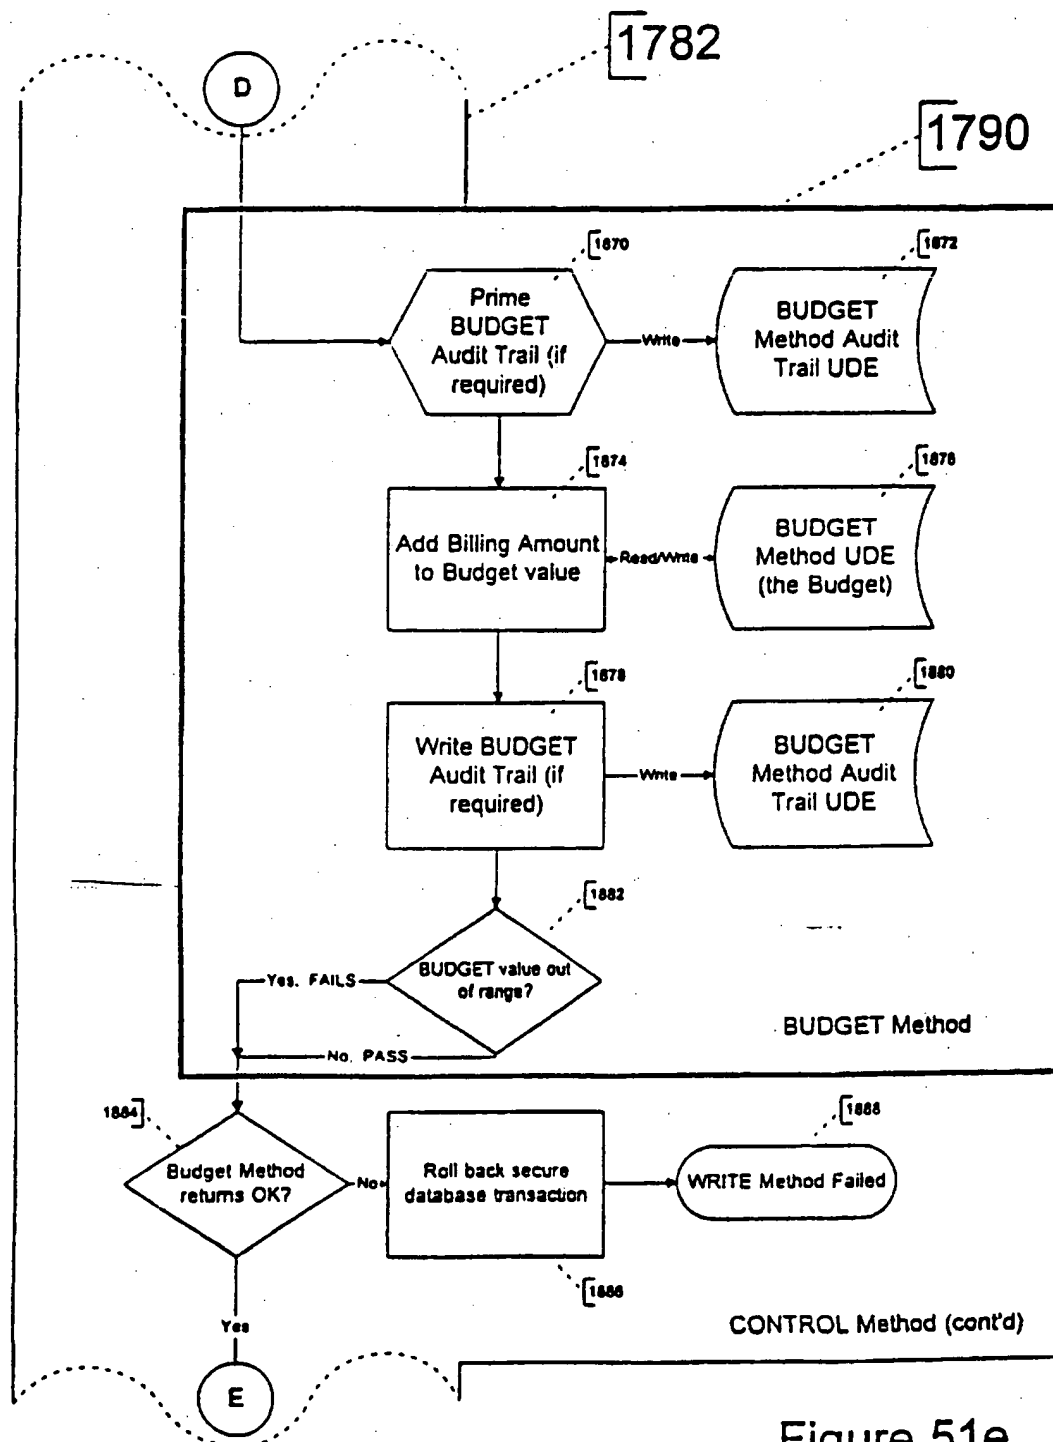 1782
D
1790
1870
1872
Prime
BUDGET
Audit Trail (if
required)
Write
BUDGET
Method Audit
Trail UDE
1874
1876
Add Billing Amount
to Budget value
Read/Write
BUDGET
Method UDE
(the Budget)
1878
1880
Write BUDGET
Audit Trail (if
required)
Write
BUDGET
Method Audit
Trail UDE
1882
BUDGET value out
of range?
Yes, FAILS
No, PASS
BUDGET Method
1884
1888
Budget Method
returns OK?
No
Roll back secure
database transaction
WRITE Method Failed
1886
Yes
CONTROL Method (cont'd)
E
Figure 51e